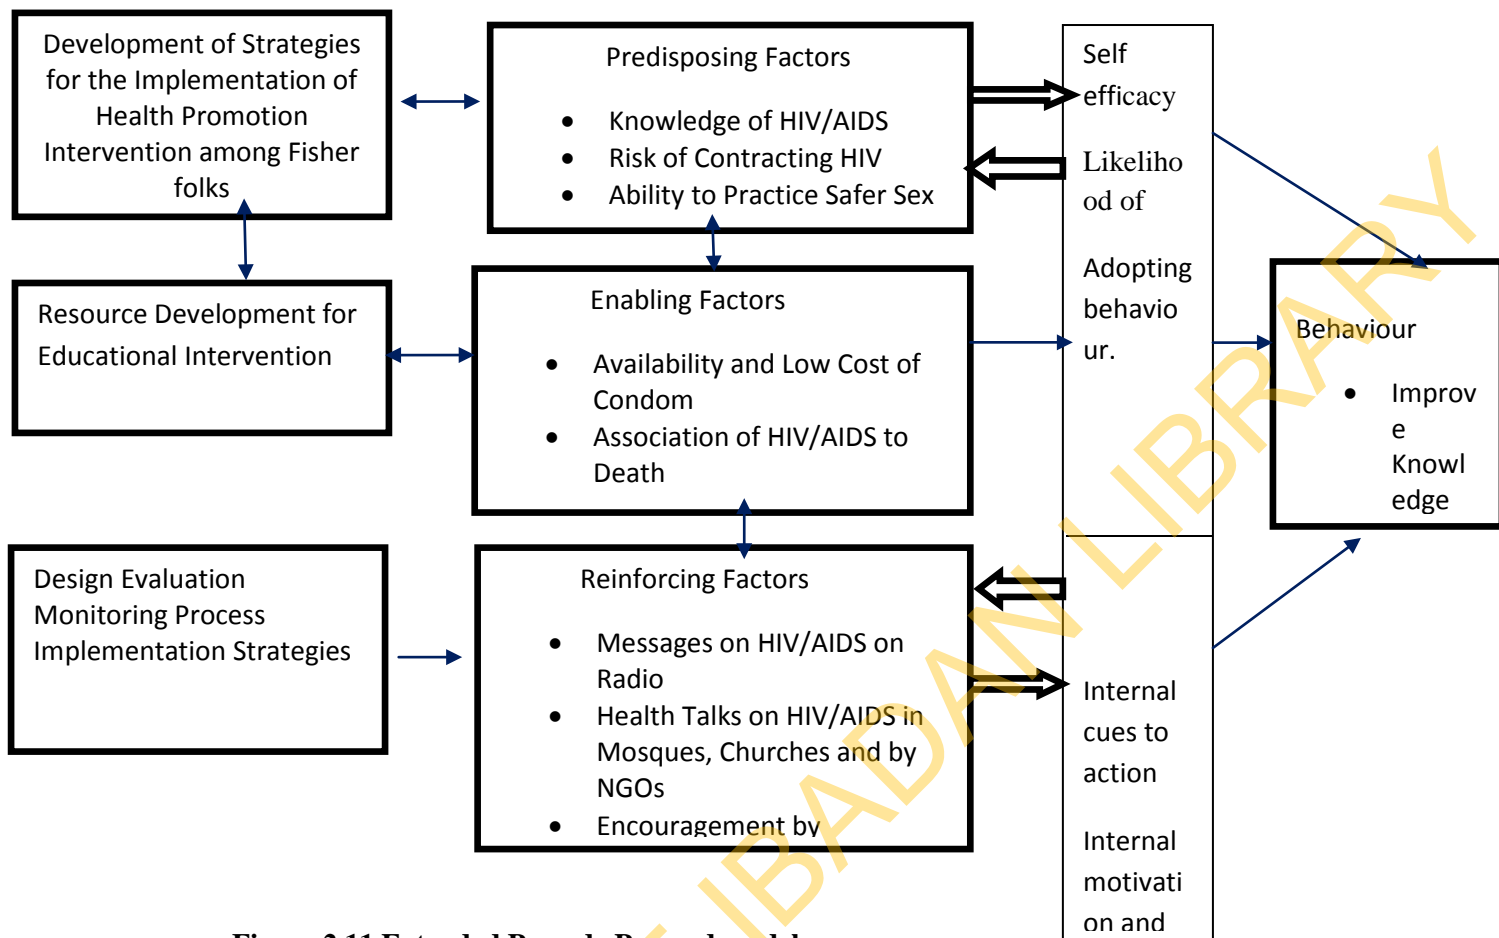 Development of Strategies
for the Implementation of
Health Promotion
Intervention among Fisher
folks
Predisposing Factors
• Knowledge of HIV/AIDS
• Risk of Contracting HIV
• Ability to Practice Safer Sex
Self
efficacy
Likeliho
od of
Adopting
behavio
ur.
Resource Development for
Educational Intervention
Enabling Factors
• Availability and Low Cost of
Condom
• Association of HIV/AIDS to
Death
Behaviour
• Improv
e
Knowl
edge
Design Evaluation
Monitoring Process
Implementation Strategies
Reinforcing Factors
• Messages on HIV/AIDS on
Radio
• Health Talks on HIV/AIDS in
Mosques, Churches and by
NGOs
• Encouragement by
Internal
cues to
action
Internal
motivati
on and
IBADAN LIBRARY